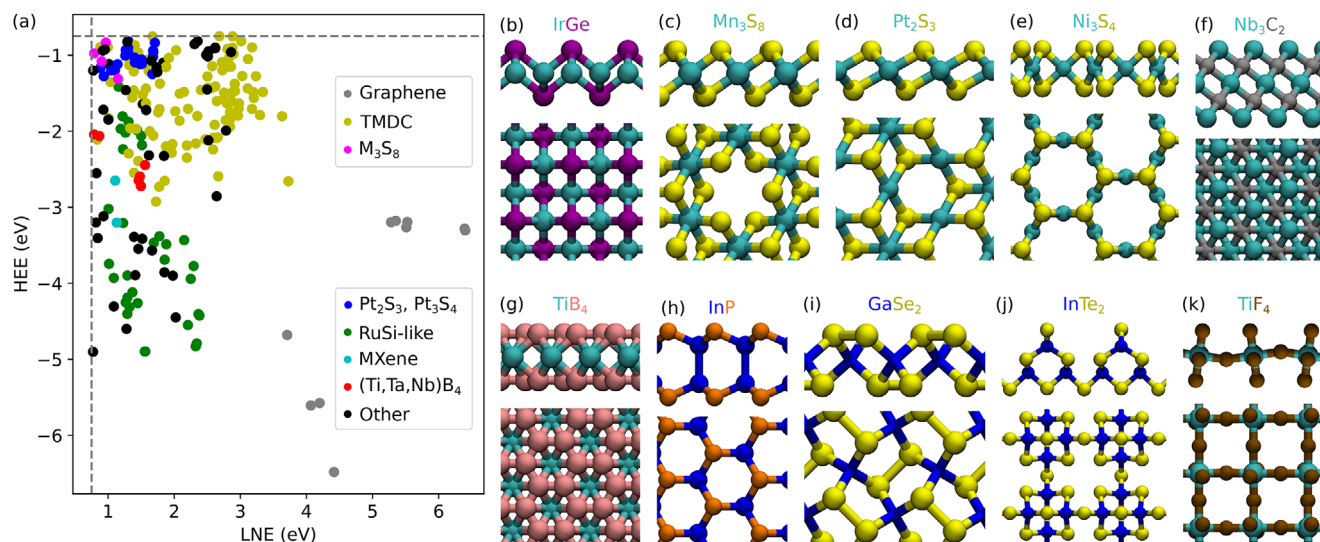 (a)
HEE (eV)
−1
−2
−3
−4
−5
−6
1 2 3 4 5 6
LNE (eV)
Graphene
TMDC
M₃S₈
Pt₂S₃, Pt₃S₄
RuSi-like
MXene
(Ti,Ta,Nb)B₄
Other
(b) IrGe
(c) Mn₃S₈
(d) Pt₂S₃
(e) Ni₃S₄
(f) Nb₃C₂
(g) TiB₄
(h) InP
(i) GaSe₂
(j) InTe₂
(k) TiF₄